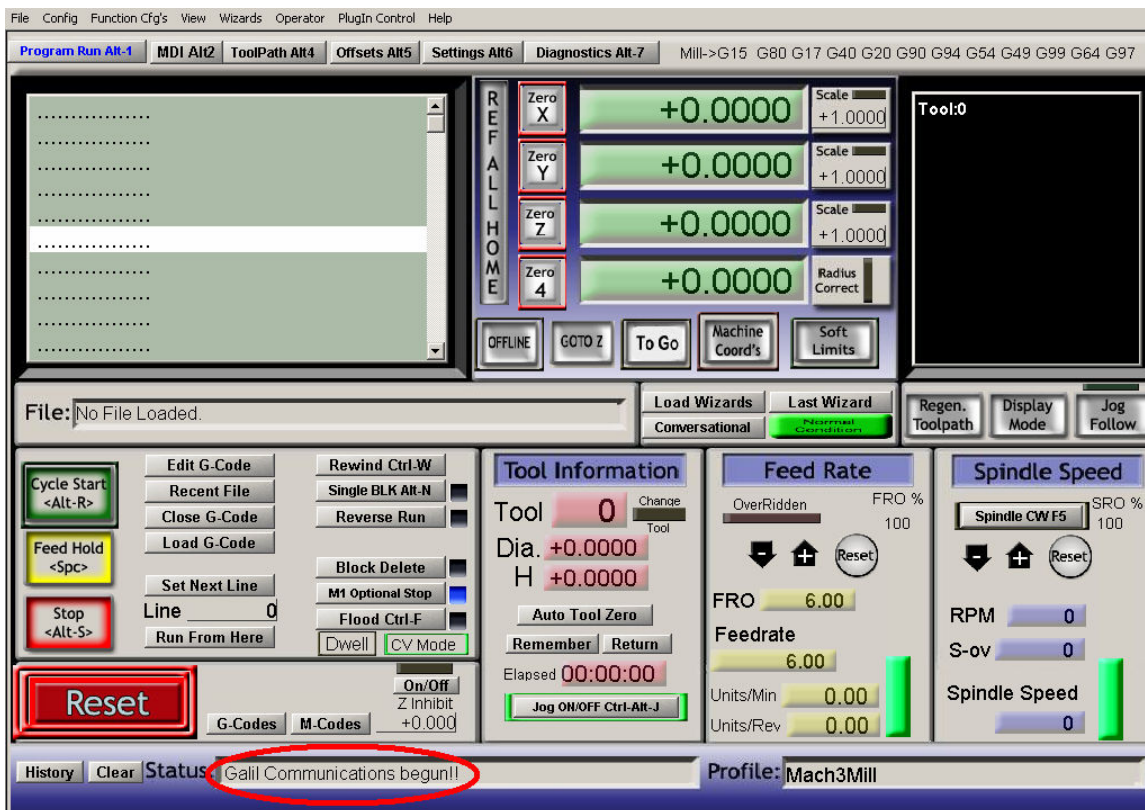 File Config Function Cfg's View Wizards Operator PlugIn Control Help
Program Run Alt-1 MDI Alt2 ToolPath Alt4 Offsets Alt5 Settings Alt6 Diagnostics Alt-7 Mill->G15 G80 G17 G40 G20 G90 G94 G54 G49 G99 G64 G97
.................
.................
.................
.................
.................
.................
.................
.................
.................
.................
REF ALL HOME
Zero X +0.0000 Scale +1.0000
Zero Y +0.0000 Scale +1.0000
Zero Z +0.0000 Scale +1.0000
Zero 4 +0.0000 Radius Correct
OFFLINE GOTO Z To Go Machine Coord's Soft Limits
Tool:0
File: No File Loaded.
Load Wizards Last Wizard
Conversational Normal Condition
Regen. Toolpath Display Mode Jog Follow
Cycle Start <Alt-R>
Feed Hold <Spc>
Stop <Alt-S>
Edit G-Code
Recent File
Close G-Code
Load G-Code
Set Next Line
Line 0
Run From Here
Rewind Ctrl-W
Single BLK Alt-N
Reverse Run
Block Delete
M1 Optional Stop
Flood Ctrl-F
Dwell CV Mode
Reset
G-Codes M-Codes
On/Off
Z Inhibit
+0.000
Tool Information
Tool 0 Change Tool
Dia. +0.0000
H +0.0000
Auto Tool Zero
Remember Return
Elapsed 00:00:00
Jog ON/OFF Ctrl-Alt-J
Feed Rate
OverRidden FRO %
100
Reset
FRO 6.00
Feedrate
6.00
Units/Min 0.00
Units/Rev 0.00
Spindle Speed
Spindle CW F5 SRO %
100
Reset
RPM 0
S-ov 0
Spindle Speed
0
History Clear Status: Galil Communications begun!! Profile: Mach3Mill